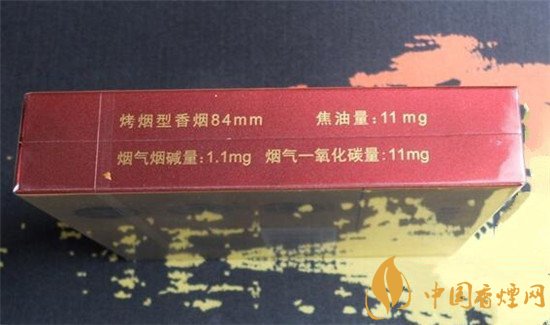 烤烟型香烟84mm 焦油量:11mg
烟气烟碱量:1.1mg 烟气一氧化碳量:11mg
中国香烟网